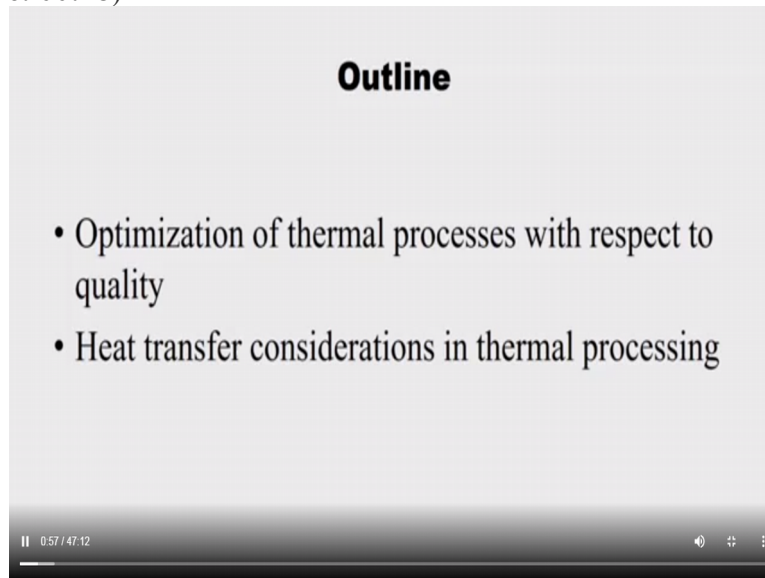 Outline
• Optimization of thermal processes with respect to
quality
• Heat transfer considerations in thermal processing
0:57 / 47:12